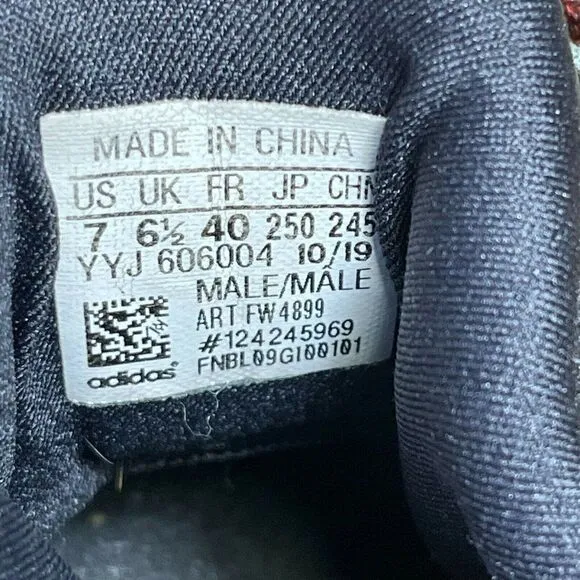 MADE IN CHINA
US UK FR JP CHN
7 6½ 40 250 245
YYJ 606004 10/19
MALE/MÂLE
ART FW4899
#124245969
FNBL09GI00101
adidas